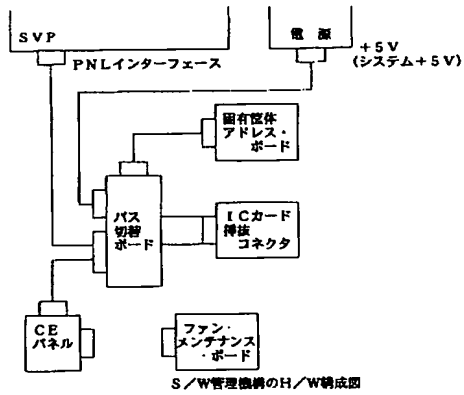 SVP
電 源
PNLインターフェース
+5V
(システム+5V)
固有筐体
アドレス・
ボード
バス
切替
ボード
ICカード
挿抜
コネクタ
CE
パネル
ファン・
メンテナンス
・ボード
S/W管理機構のH/W構成図